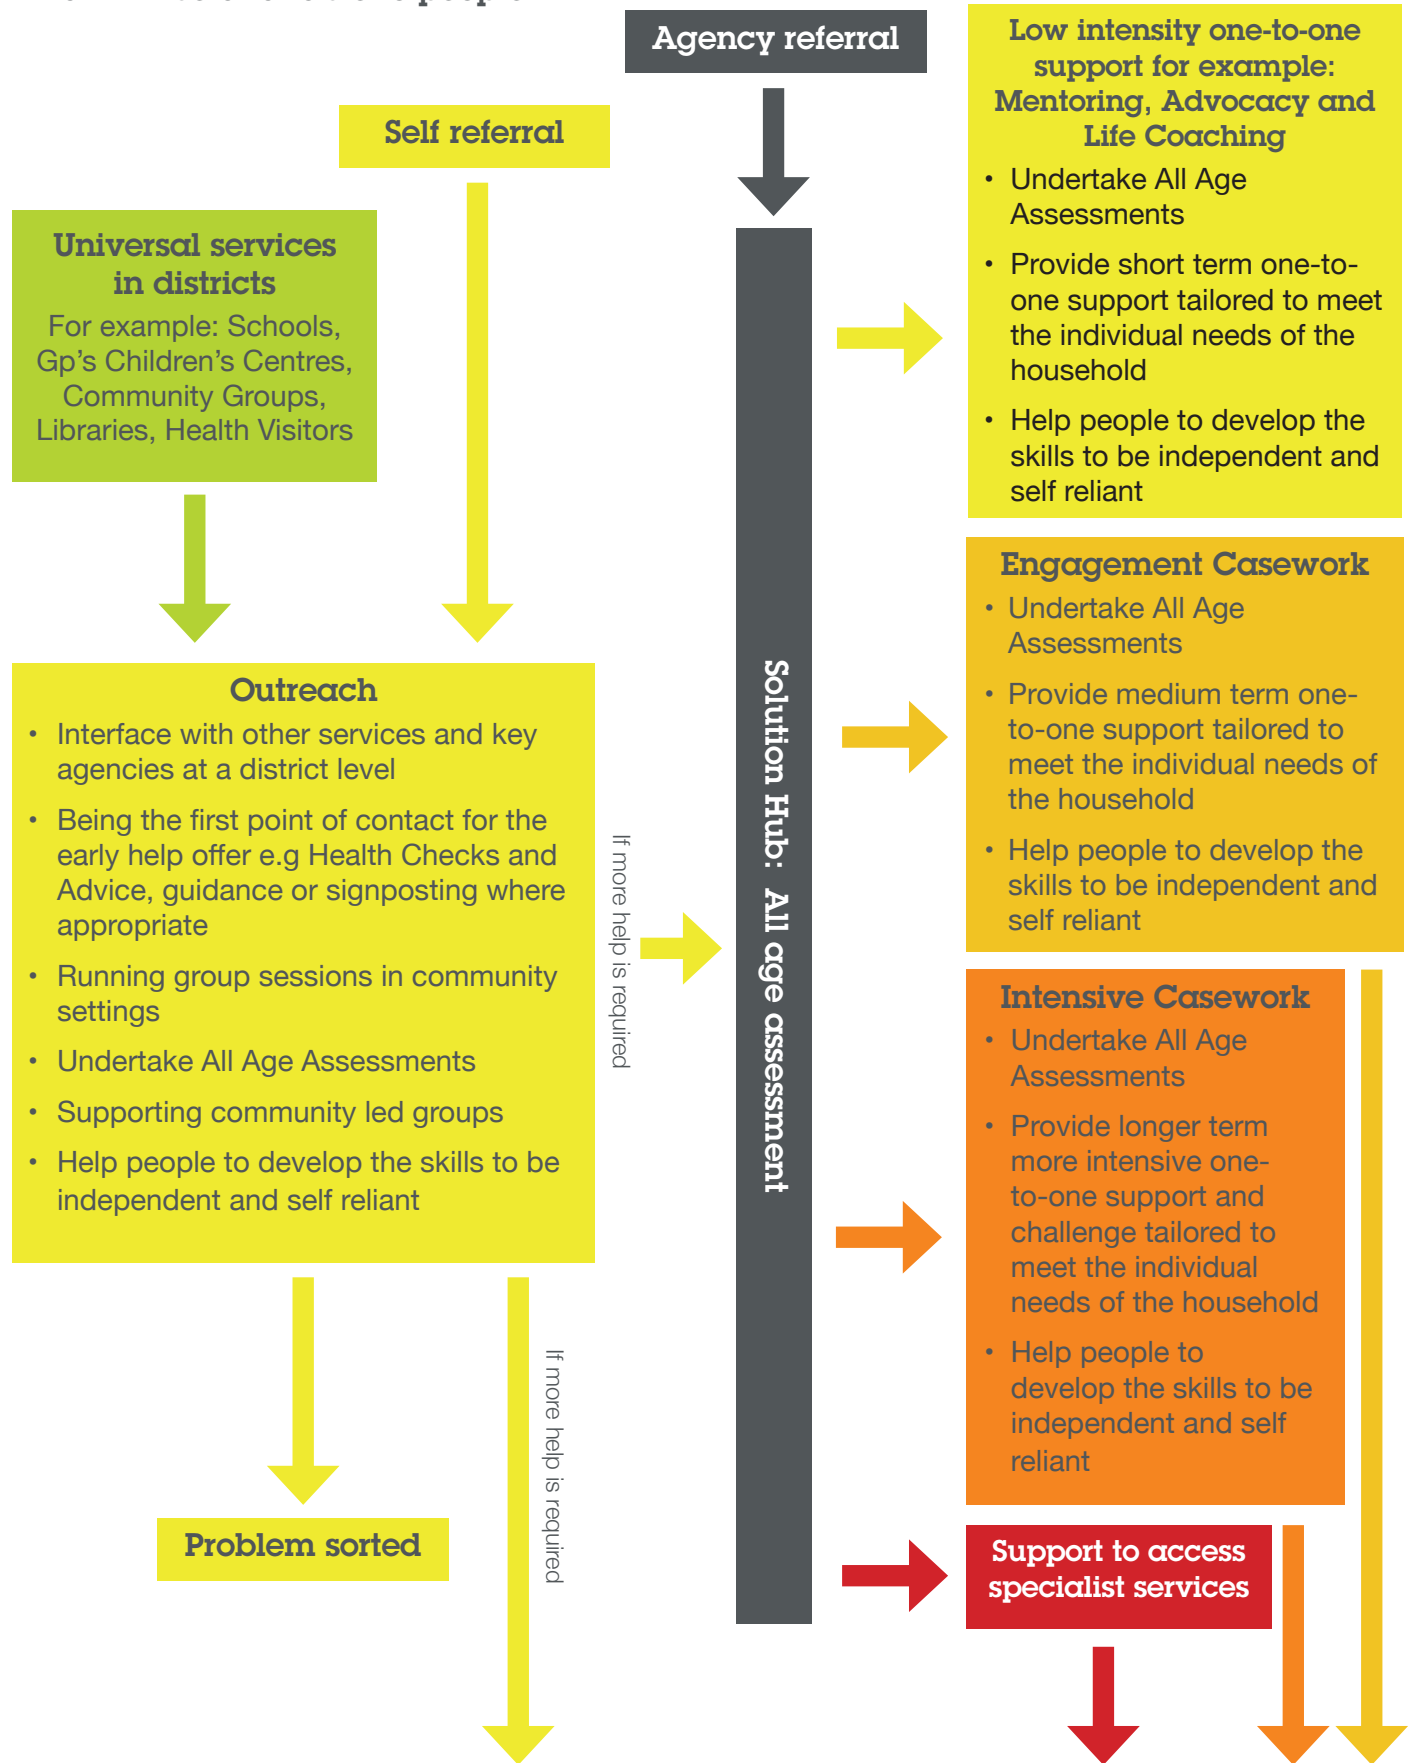 Agency referral
Self referral
Universal services
in districts
For example: Schools,
Gp's Children's Centres,
Community Groups,
Libraries, Health Visitors
Outreach
• Interface with other services and key
agencies at a district level
• Being the first point of contact for the
early help offer e.g Health Checks and
Advice, guidance or signposting where
appropriate
• Running group sessions in community
settings
• Undertake All Age Assessments
• Supporting community led groups
• Help people to develop the skills to be
independent and self reliant
If more help is required
Problem sorted
If more help is required
Solution Hub: All age assessment
Low intensity one-to-one
support for example:
Mentoring, Advocacy and
Life Coaching
• Undertake All Age
Assessments
• Provide short term one-to-
one support tailored to meet
the individual needs of the
household
• Help people to develop the
skills to be independent and
self reliant
Engagement Casework
• Undertake All Age
Assessments
• Provide medium term one-
to-one support tailored to
meet the individual needs of
the household
• Help people to develop the
skills to be independent and
self reliant
Intensive Casework
• Undertake All Age
Assessments
• Provide longer term
more intensive one-
to-one support and
challenge tailored to
meet the individual
needs of the household
• Help people to
develop the skills to be
independent and self
reliant
Support to access
specialist services